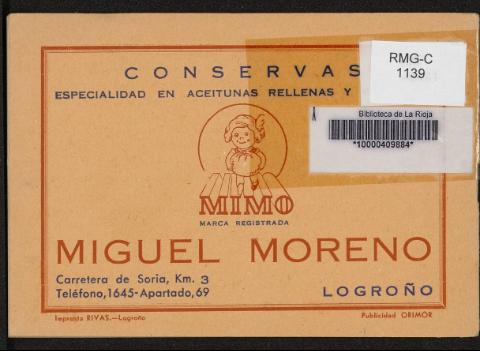 CONSERVAS
ESPECIALIDAD EN ACEITUNAS RELLENAS Y
RMG-C
1139
Biblioteca de La Rioja
*10000409884*
MIMO
MARCA REGISTRADA
MIGUEL MORENO
Carretera de Soria, Km. 3
Teléfono,1645-Apartado,69
LOGROÑO
Imprenta RIVAS.—Logroño
Publicidad ORIMOR